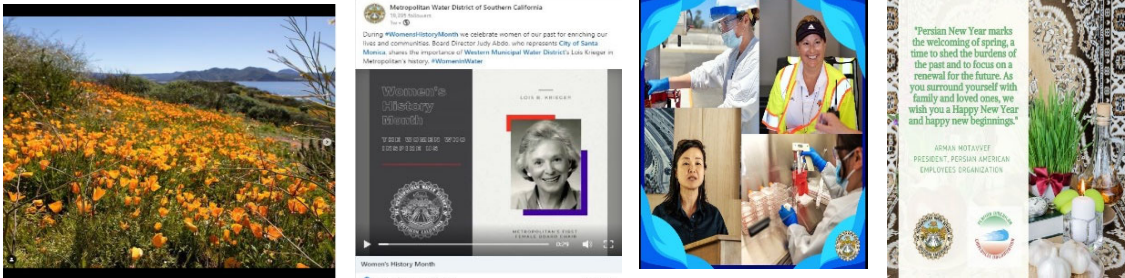 Metropolitan Water District of Southern California
During #WomensHistoryMonth we celebrate women of our past for enriching our
lives and communities. Board Director Judy Abdo, who represents City of Santa
Monica, shares the importance of Western Municipal Water District's Lois Krieger in
Metropolitan's history. #WomeninWater
Women's
History
Month
THE WOMEN WHO
INSPIRE US
LOIS B. KRIEGER
METROPOLITAN'S FIRST
FEMALE BOARD CHAIR
0:79
Women's History Month
"Persian New Year marks
the welcoming of spring, a
time to shed the burdens of
the past and to focus on a
renewal for the future. As
you surround yourself with
family and loved ones, we
wish you a Happy New Year
and happy new beginnings."
ARMAN MOTAVVEF
PRESIDENT, PERSIAN AMERICAN
EMPLOYEES ORGANIZATION